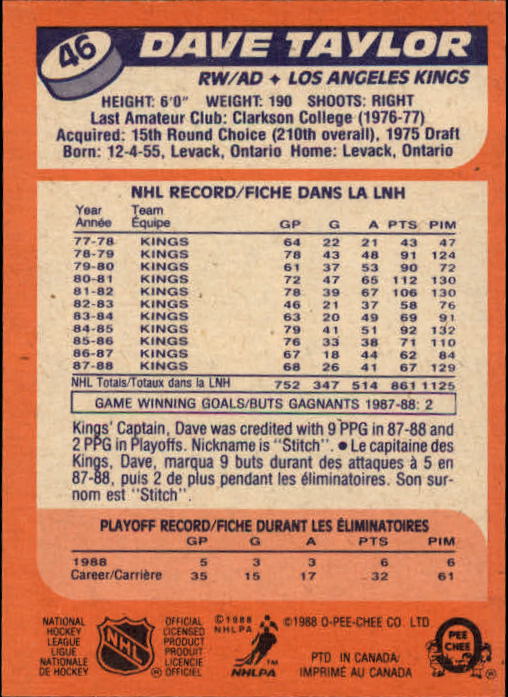 46
DAVE TAYLOR
RW/AD + LOS ANGELES KINGS
HEIGHT: 6'0" WEIGHT: 190 SHOOTS: RIGHT
Last Amateur Club: Clarkson College (1976-77)
Acquired: 15th Round Choice (210th overall), 1975 Draft
Born: 12-4-55, Levack, Ontario Home: Levack, Ontario
NHL RECORD/FICHE DANS LA LNH
Year Team
Année Équipe GP G A PTS PIM
77-78 KINGS 64 22 21 43 47
78-79 KINGS 78 43 48 91 124
79-80 KINGS 61 37 53 90 72
80-81 KINGS 72 47 65 112 130
81-82 KINGS 78 39 67 106 130
82-83 KINGS 46 21 37 58 76
83-84 KINGS 63 20 49 69 91
84-85 KINGS 79 41 51 92 132
85-86 KINGS 76 33 38 71 110
86-87 KINGS 67 18 44 62 84
87-88 KINGS 68 26 41 67 129
NHL Totals/Totaux dans la LNH 752 347 514 861 1125
GAME WINNING GOALS/BUTS GAGNANTS 1987-88: 2
Kings' Captain, Dave was credited with 9 PPG in 87-88 and
2 PPG in Playoffs. Nickname is "Stitch". ● Le capitaine des
Kings, Dave, marqua 9 buts durant des attaques à 5 en
87-88, puis 2 de plus pendant les éliminatoires. Son sur-
nom est "Stitch".
PLAYOFF RECORD/FICHE DURANT LES ÉLIMINATOIRES
GP G A PTS PIM
1988 5 3 3 6 6
Career/Carrière 35 15 17 32 61
NATIONAL
HOCKEY
LEAGUE
LIGUE
NATIONALE
DE HOCKEY
NHL
®
OFFICIAL
LICENSED
PRODUCT
PRODUIT
LICENCIÉ
OFFICIEL
©1988
NHLPA
NHLPA
™
©1988 O-PEE-CHEE CO. LTD
PTD IN CANADA/
IMPRIMÉ AU CANADA
PEE
CHEE
®